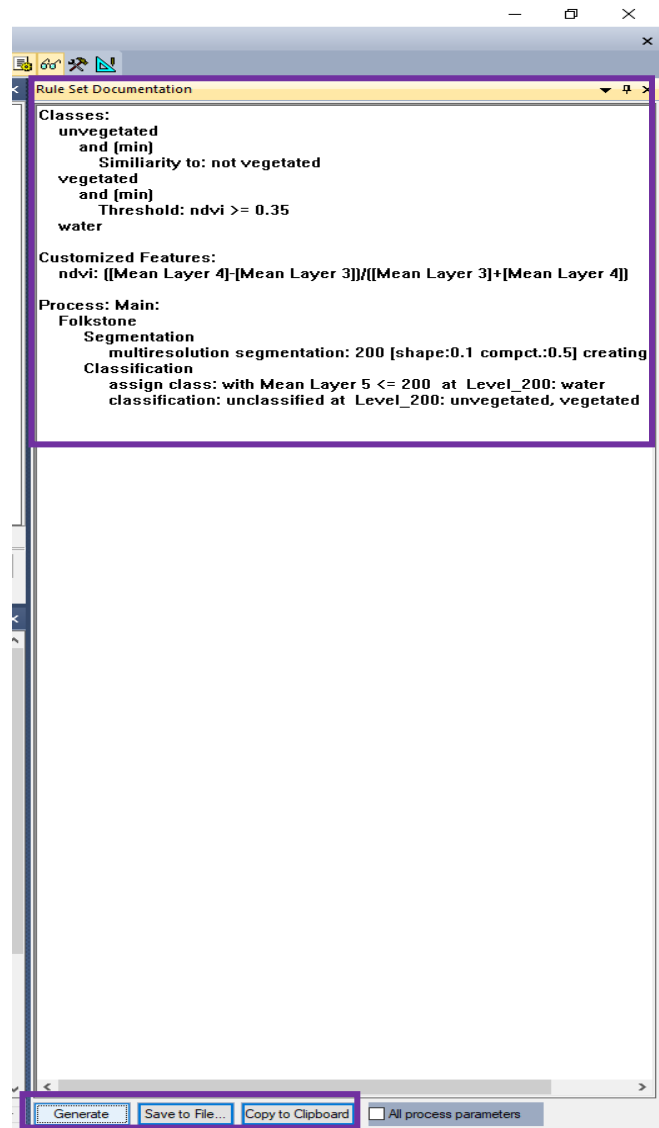 Rule Set Documentation
Classes:
unvegetated
and (min)
Similiarity to: not vegetated
vegetated
and (min)
Threshold: ndvi >= 0.35
water
Customized Features:
ndvi: ([Mean Layer 4]-[Mean Layer 3])/([Mean Layer 3]+[Mean Layer 4])
Process: Main:
Folkstone
Segmentation
multiresolution segmentation: 200 [shape:0.1 compct.:0.5] creating
Classification
assign class: with Mean Layer 5 <= 200 at Level_200: water
classification: unclassified at Level_200: unvegetated, vegetated
Generate Save to File... Copy to Clipboard All process parameters